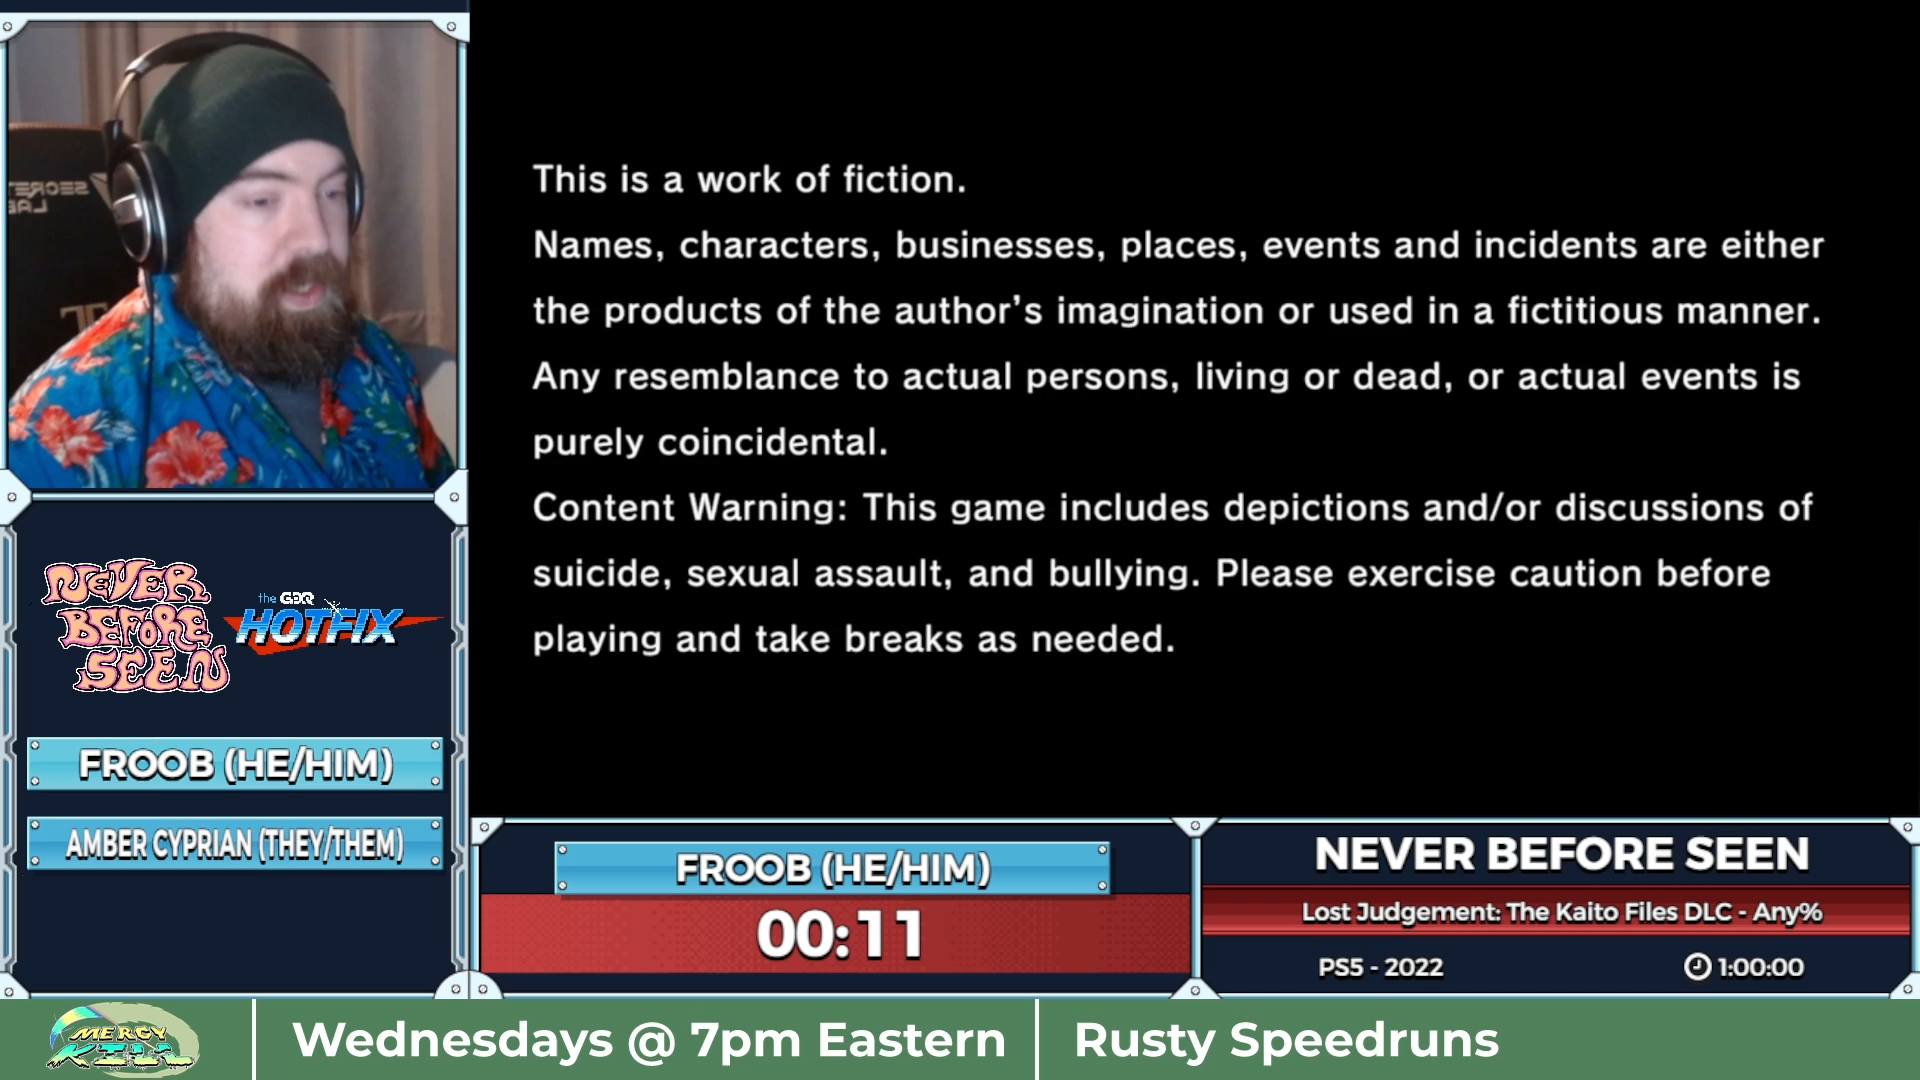 SECRET
LAB
This is a work of fiction.
Names, characters, businesses, places, events and incidents are either
the products of the author's imagination or used in a fictitious manner.
Any resemblance to actual persons, living or dead, or actual events is
purely coincidental.
Content Warning: This game includes depictions and/or discussions of
suicide, sexual assault, and bullying. Please exercise caution before
playing and take breaks as needed.
NEVER
BEFORE
SEEN
the GDQ
HOTFIX
FROOB (HE/HIM)
AMBER CYPRIAN (THEY/THEM)
FROOB (HE/HIM)
00:11
NEVER BEFORE SEEN
Lost Judgement: The Kaito Files DLC - Any%
PS5 - 2022
1:00:00
MERCY
KILL
Wednesdays @ 7pm Eastern
Rusty Speedruns